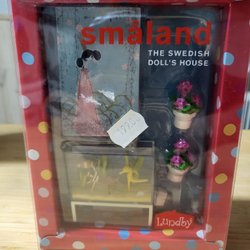 småland
THE SWEDISH
DOLL'S HOUSE
Lundby